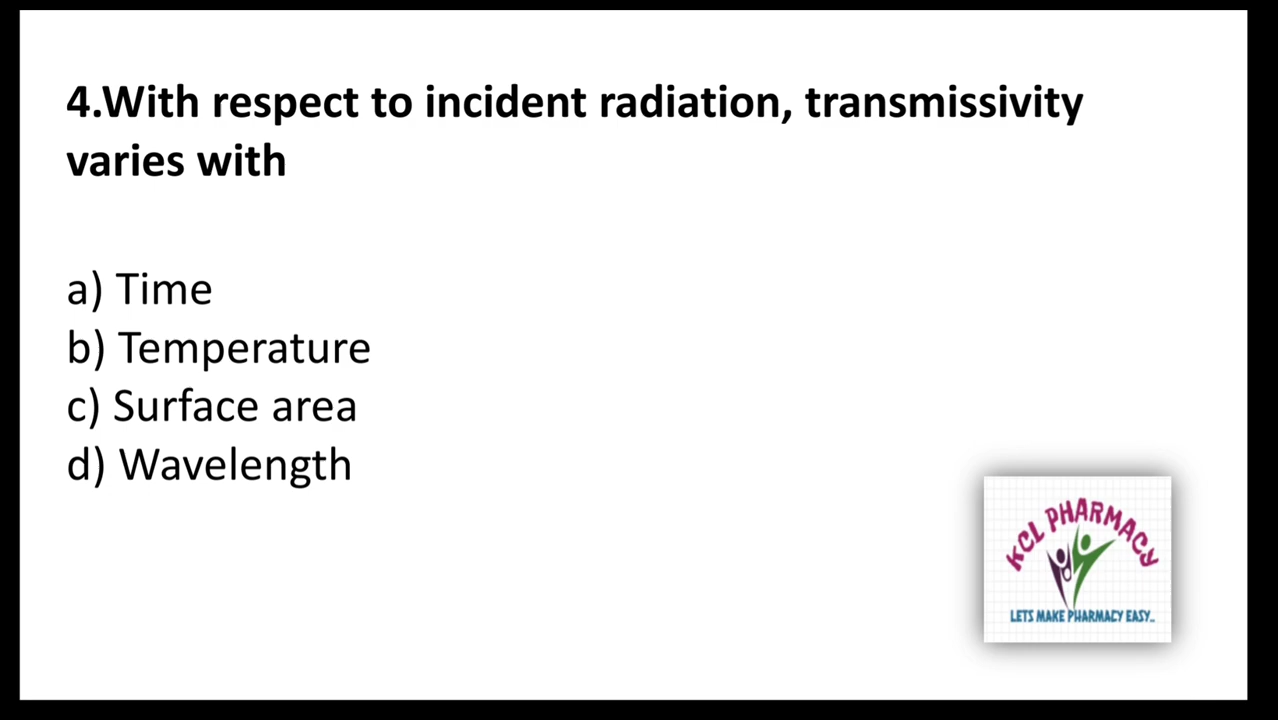 4.With respect to incident radiation, transmissivity
varies with
a) Time
b) Temperature
c) Surface area
d) Wavelength
KCL PHARMACY
LETS MAKE PHARMACY EASY..